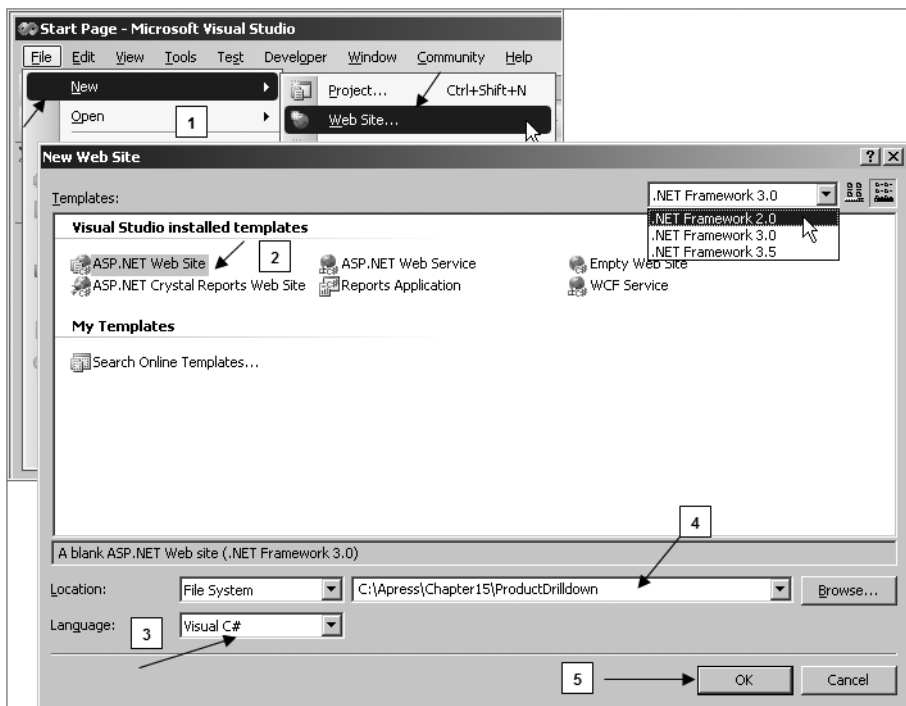 Start Page - Microsoft Visual Studio
File Edit View Tools Test Developer Window Community Help
New
Project... Ctrl+Shift+N
Open
1
Web Site...
New Web Site
Templates:
.NET Framework 3.0
.NET Framework 2.0
.NET Framework 3.0
.NET Framework 3.5
Visual Studio installed templates
ASP.NET Web Site
2
ASP.NET Web Service
Empty Web Site
ASP.NET Crystal Reports Web Site
Reports Application
WCF Service
My Templates
Search Online Templates...
4
A blank ASP.NET Web site (.NET Framework 3.0)
Location:
File System
C:\Apress\Chapter15\ProductDrilldown
Browse...
Language:
3
Visual C#
5
OK
Cancel